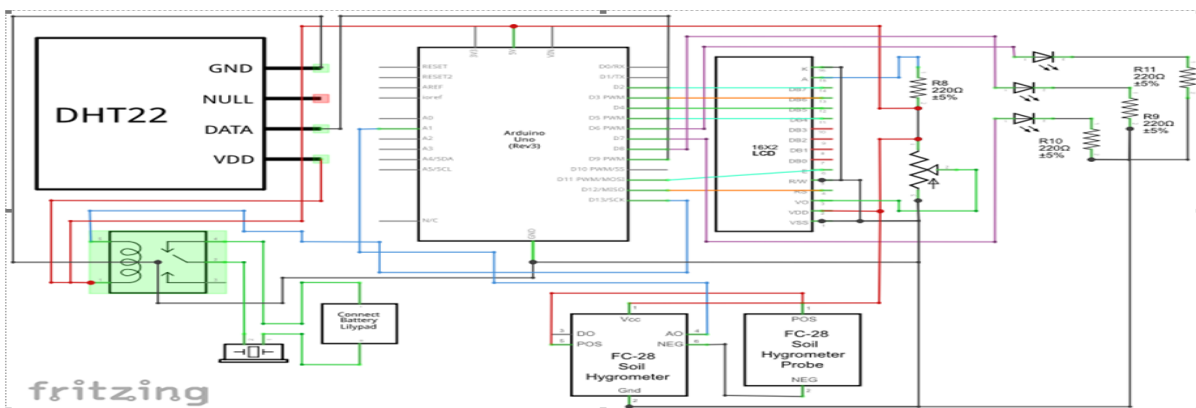 DHT22
GND
NULL
DATA
VDD
RESET
RESET2
AREF
ioref
A0
A1
A2
A3
A4/SDA
A5/SCL
N/C
Arduino
Uno
(Rev3)
D0/RX
D1/TX
D2
D3 PWM
D4
D5 PWM
D6 PWM
D7
D8
D9 PWM
D10 PWM/SS
D11 PWM/MOSI
D12/MISO
D13/SCK
GND
16X2
LCD
K
A
DB7
DB6
DB5
DB4
DB3
DB2
DB1
DB0
E
R/W
RS
VO
VDD
VSS
R8
220Ω
±5%
R11
220Ω
±5%
R9
220Ω
±5%
R10
220Ω
±5%
Connect
Battery
Lilypad
Vcc
DO
POS
AO
NEG
FC-28
Soil
Hygrometer
Gnd
POS
FC-28
Soil
Hygrometer
Probe
NEG
fritzing